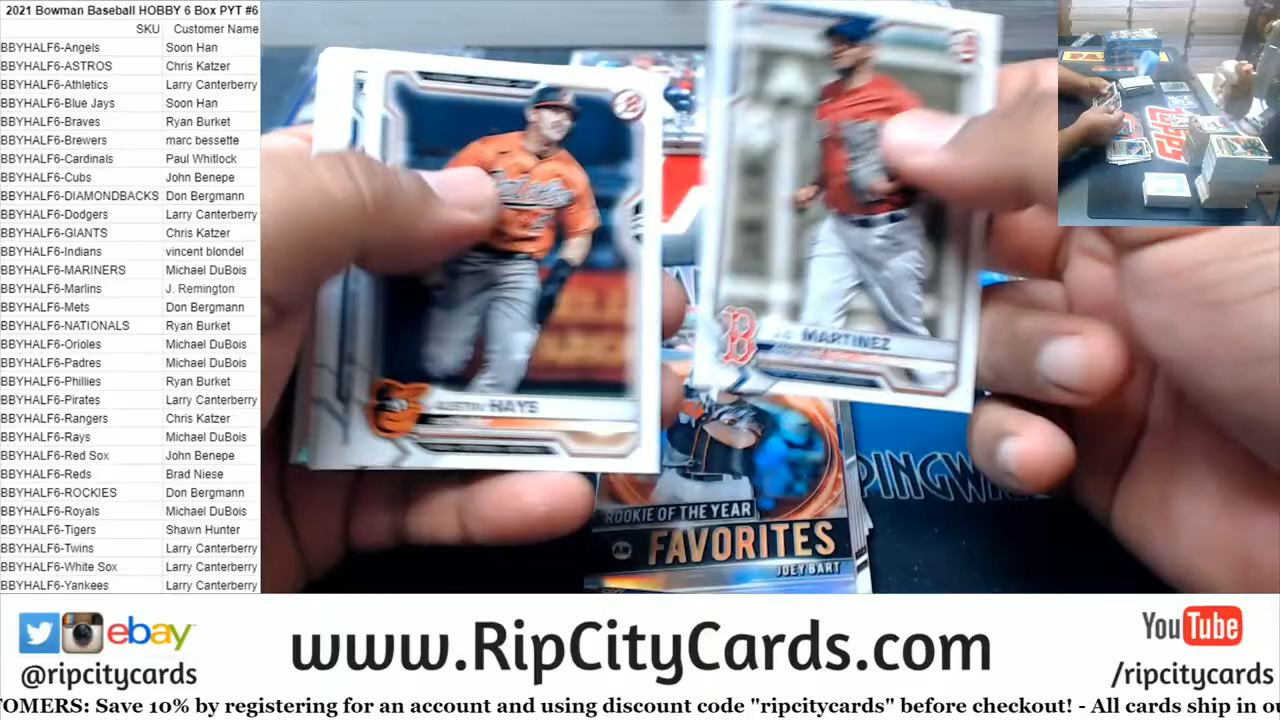 2021 Bowman Baseball HOBBY 6 Box PYT #6
SKU Customer Name
BBYHALF6-Angels Soon Han
BBYHALF6-ASTROS Chris Katzer
BBYHALF6-Athletics Larry Canterberry
BBYHALF6-Blue Jays Soon Han
BBYHALF6-Braves Ryan Burket
BBYHALF6-Brewers marc bessette
BBYHALF6-Cardinals Paul Whitlock
BBYHALF6-Cubs John Benepe
BBYHALF6-DIAMONDBACKS Don Bergmann
BBYHALF6-Dodgers Larry Canterberry
BBYHALF6-GIANTS Chris Katzer
BBYHALF6-Indians vincent blondel
BBYHALF6-MARINERS Michael DuBois
BBYHALF6-Marlins J. Remington
BBYHALF6-Mets Don Bergmann
BBYHALF6-NATIONALS Ryan Burket
BBYHALF6-Orioles Michael DuBois
BBYHALF6-Padres Michael DuBois
BBYHALF6-Phillies Ryan Burket
BBYHALF6-Pirates Larry Canterberry
BBYHALF6-Rangers Chris Katzer
BBYHALF6-Rays Michael DuBois
BBYHALF6-Red Sox John Benepe
BBYHALF6-Reds Brad Niese
BBYHALF6-ROCKIES Don Bergmann
BBYHALF6-Royals Michael DuBois
BBYHALF6-Tigers Shawn Hunter
BBYHALF6-Twins Larry Canterberry
BBYHALF6-White Sox Larry Canterberry
BBYHALF6-Yankees Larry Canterberry
HAYS
B
MARTINEZ
ROOKIE OF THE YEAR
FAVORITES
JOEY BART
PINGWR
ebay
@ripcitycards
www.RipCityCards.com
YouTube
/ripcitycards
TOMERS: Save 10% by registering for an account and using discount code "ripcitycards" before checkout! - All cards ship in ou